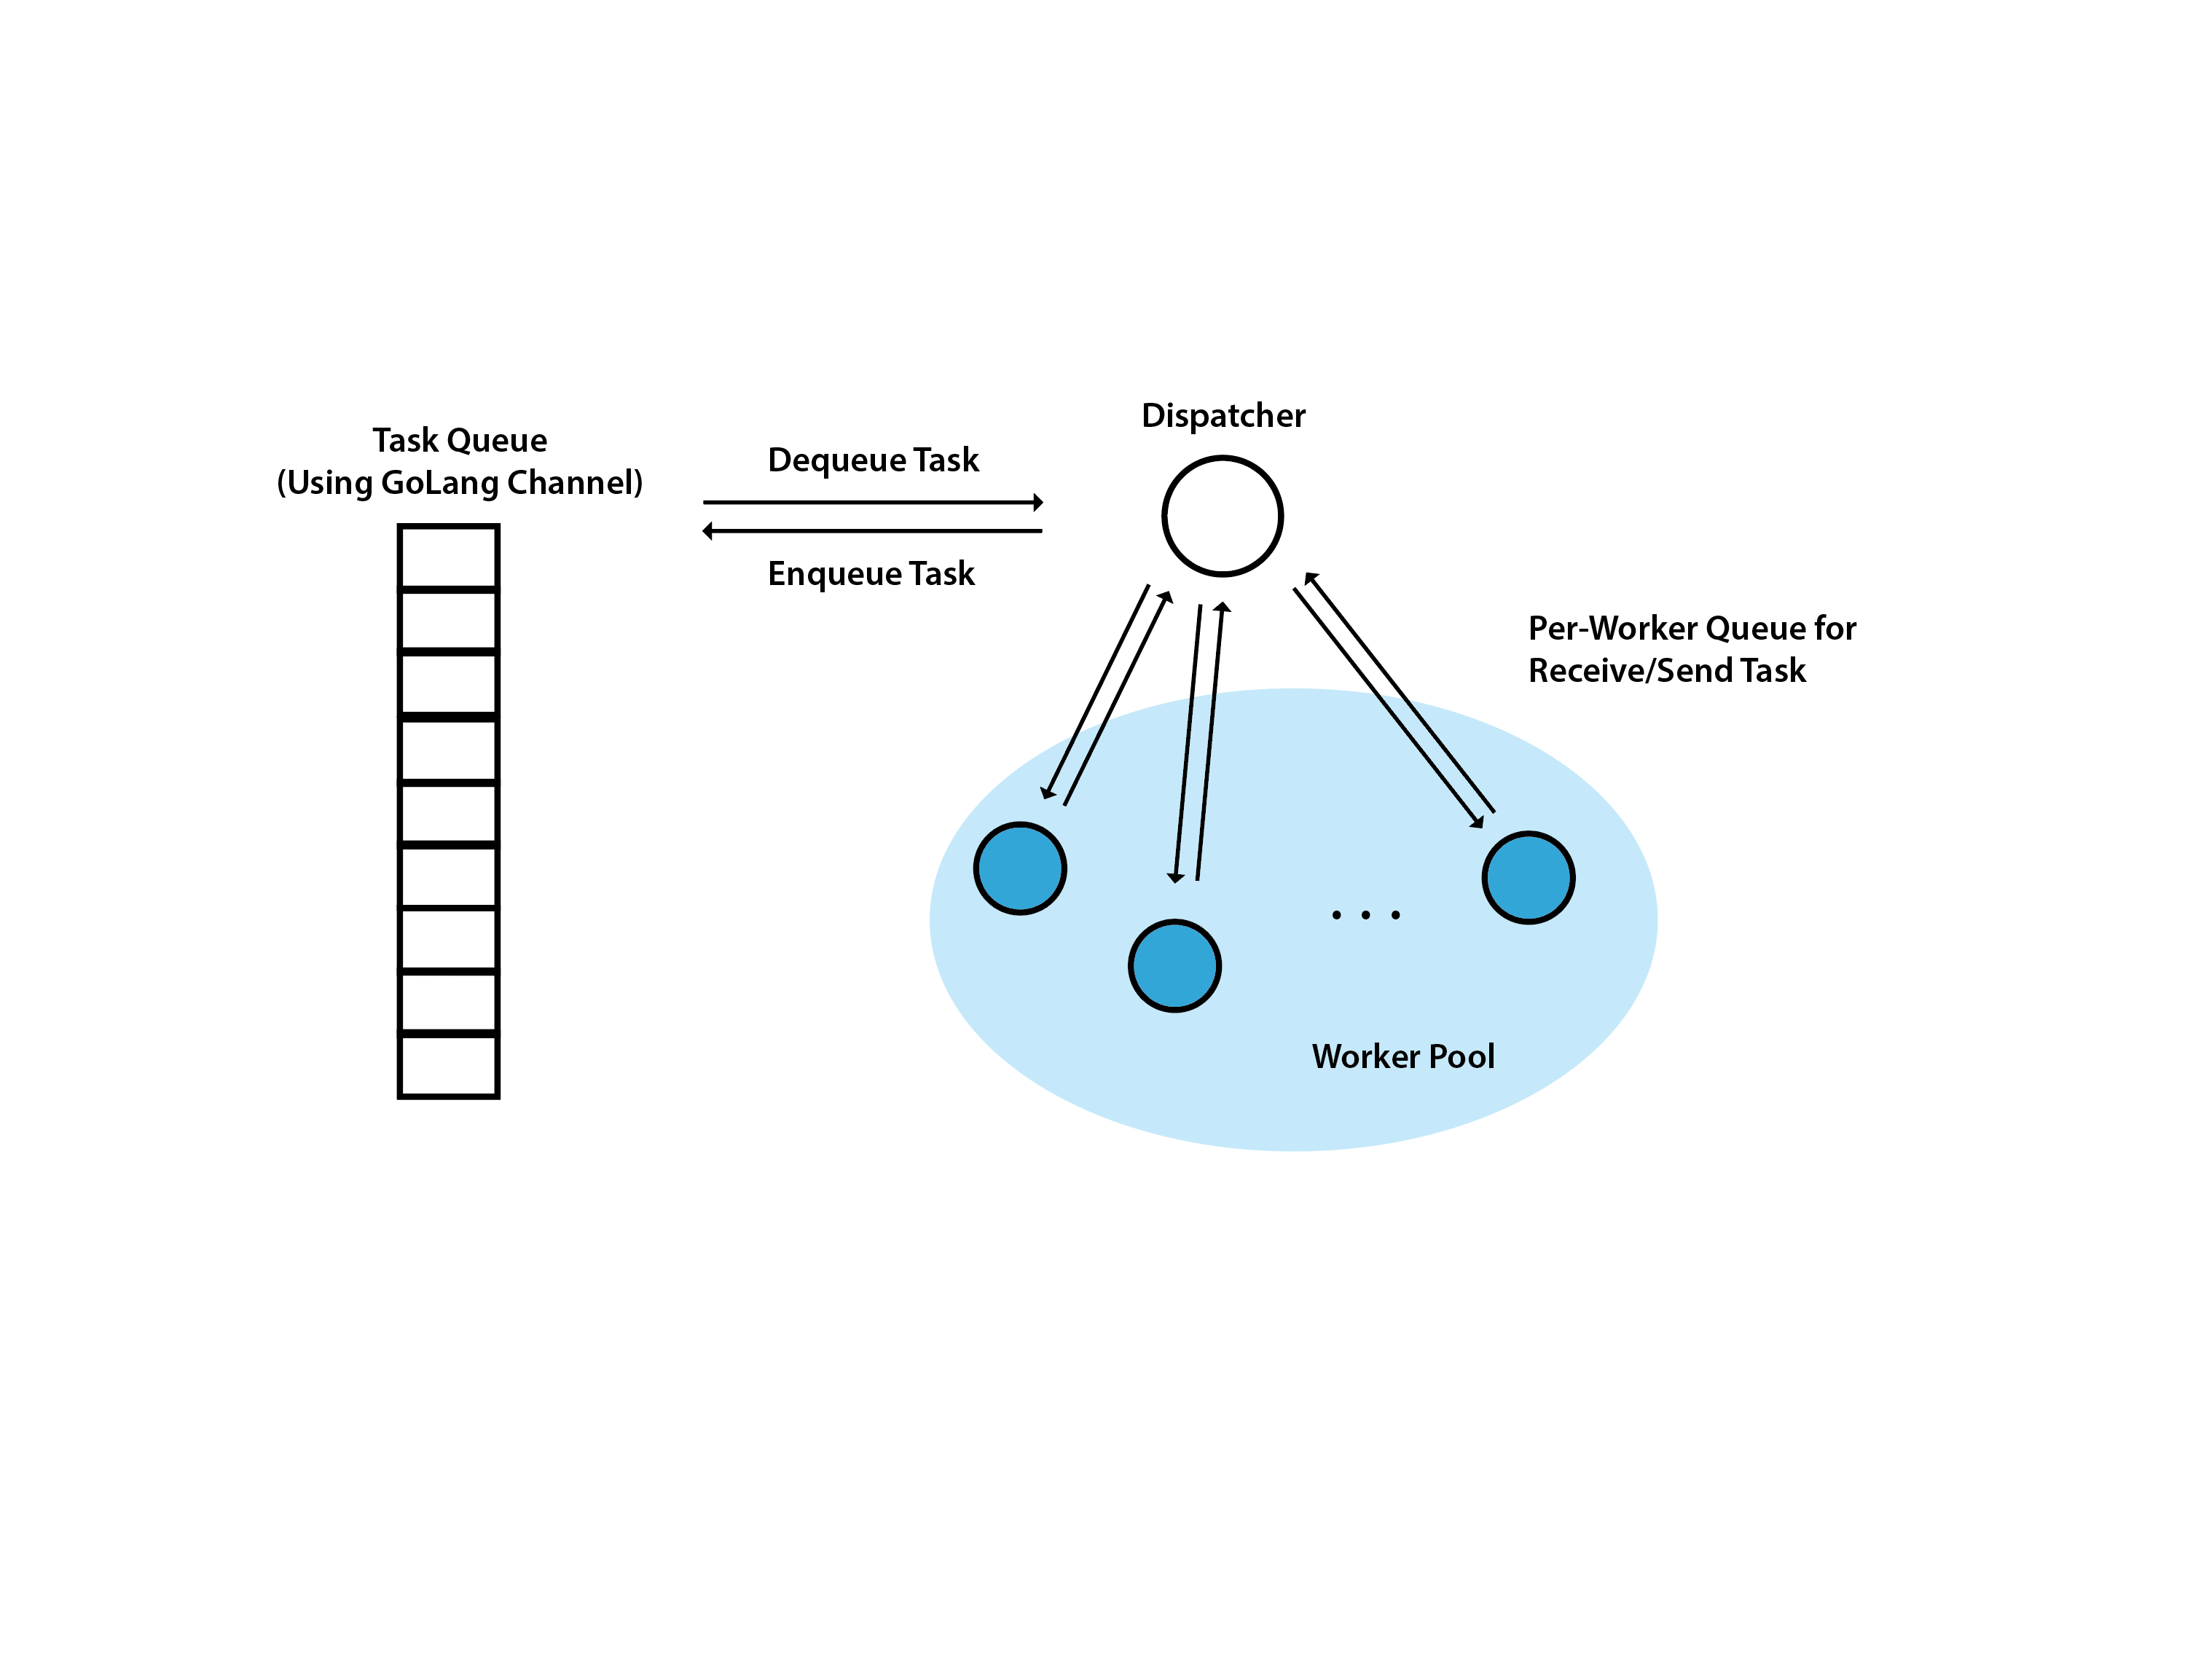 Task Queue
(Using GoLang Channel)
Dequeue Task
Enqueue Task
Dispatcher
Per-Worker Queue for
Receive/Send Task
Worker Pool